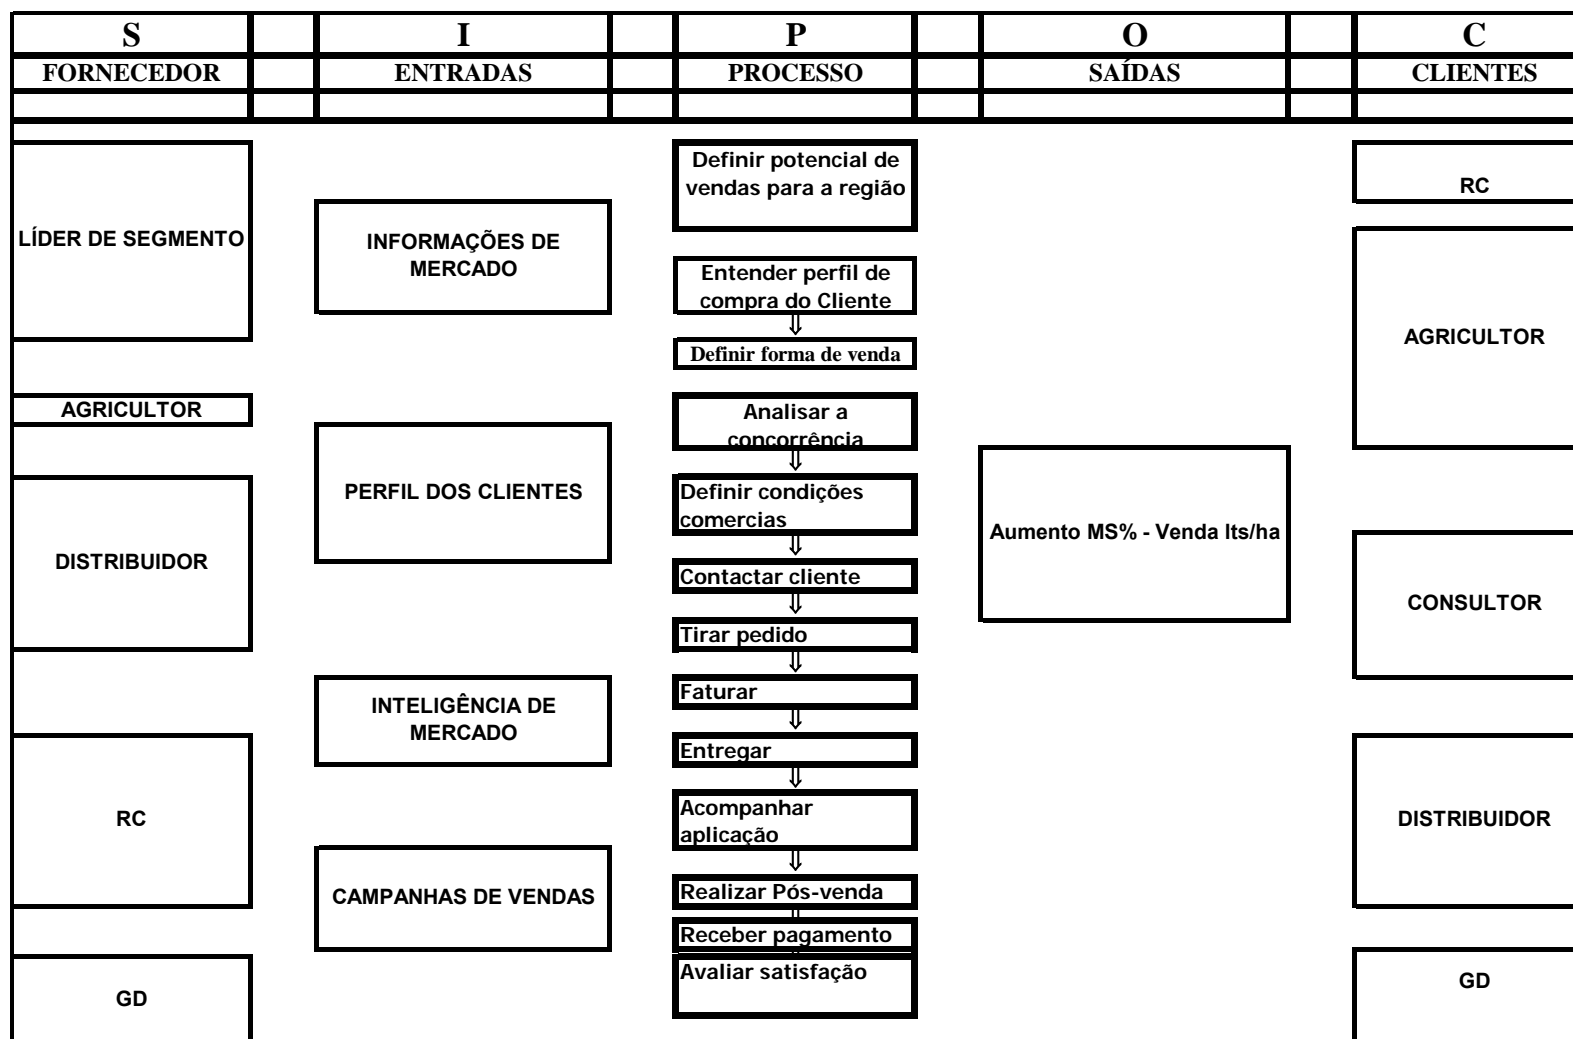 S
I
P
O
C
FORNECEDOR
ENTRADAS
PROCESSO
SAÍDAS
CLIENTES
LÍDER DE SEGMENTO
AGRICULTOR
DISTRIBUIDOR
RC
GD
INFORMAÇÕES DE
MERCADO
PERFIL DOS CLIENTES
INTELIGÊNCIA DE
MERCADO
CAMPANHAS DE VENDAS
Definir potencial de
vendas para a região
Entender perfil de
compra do Cliente
⇓
Definir forma de venda
Analisar a
concorrência
⇓
Definir condições
comercias
⇓
Contactar cliente
⇓
Tirar pedido
⇓
Faturar
⇓
Entregar
⇓
Acompanhar
aplicação
⇓
Realizar Pós-venda
Receber pagamento
Avaliar satisfação
Aumento MS% - Venda lts/ha
RC
AGRICULTOR
CONSULTOR
DISTRIBUIDOR
GD